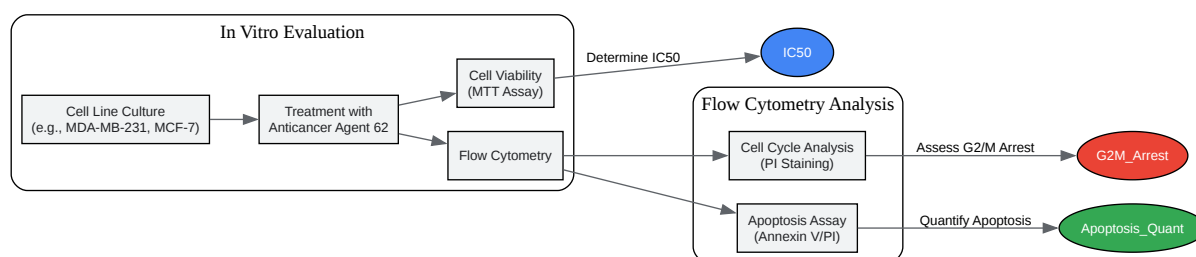 In Vitro Evaluation
Cell Line Culture
(e.g., MDA-MB-231, MCF-7)
Treatment with
Anticancer Agent 62
Cell Viability
(MTT Assay)
Flow Cytometry
Determine IC50
IC50
Flow Cytometry Analysis
Cell Cycle Analysis
(PI Staining)
Assess G2/M Arrest
G2M_Arrest
Apoptosis Assay
(Annexin V/PI)
Quantify Apoptosis
Apoptosis_Quant